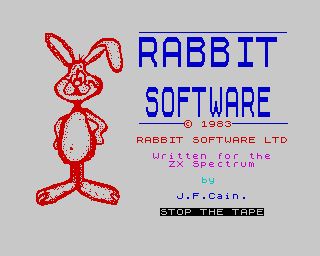 RABBIT
SOFTWARE
© 1983
RABBIT SOFTWARE LTD
Written for the
ZX Spectrum
by
J.F.Cain.
STOP THE TAPE